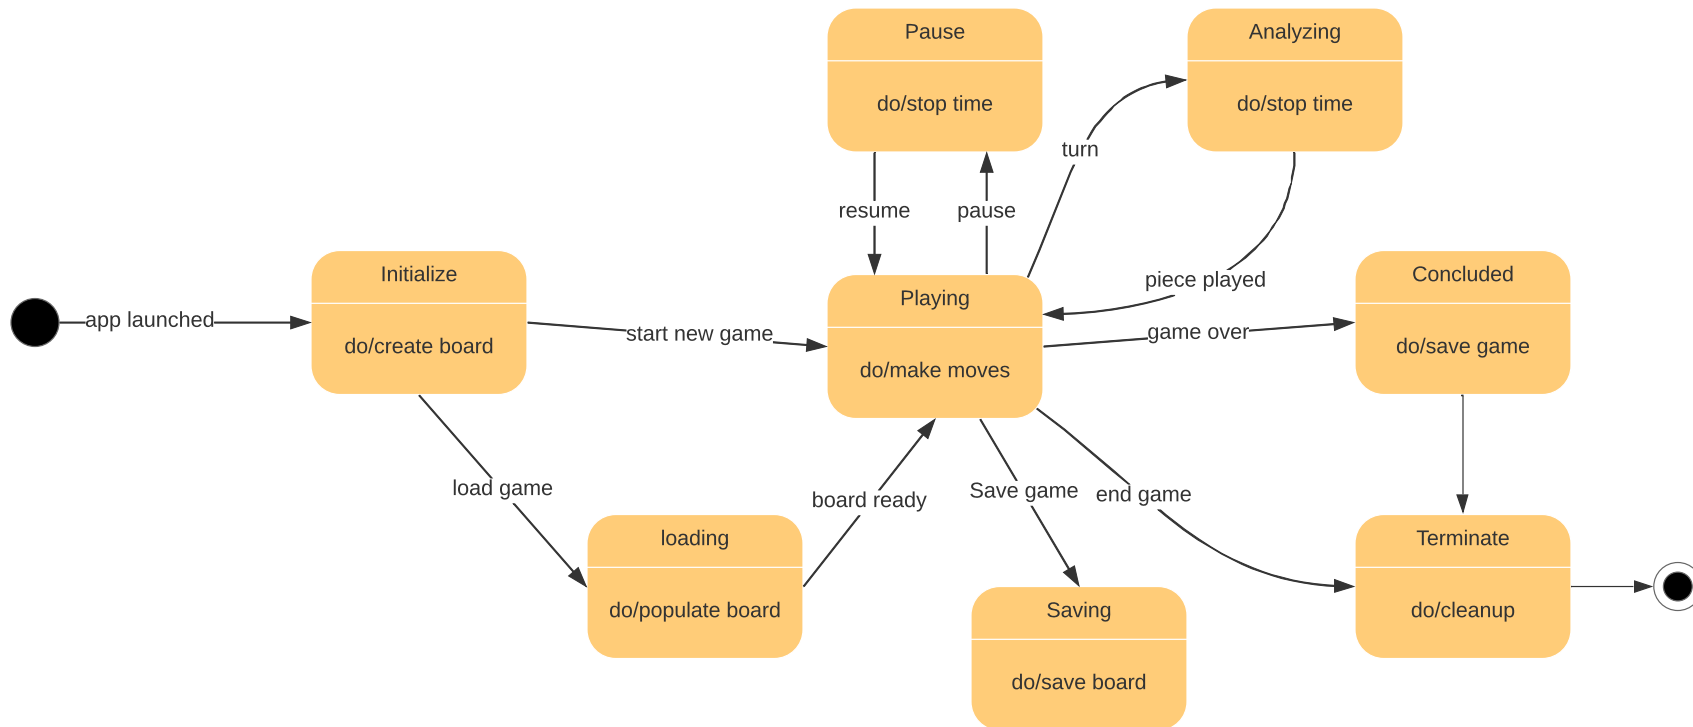 Pause
do/stop time
Analyzing
do/stop time
turn
resume
pause
Initialize
do/create board
app launched
start new game
Playing
do/make moves
piece played
game over
Concluded
do/save game
load game
board ready
Save game
end game
loading
do/populate board
Saving
do/save board
Terminate
do/cleanup